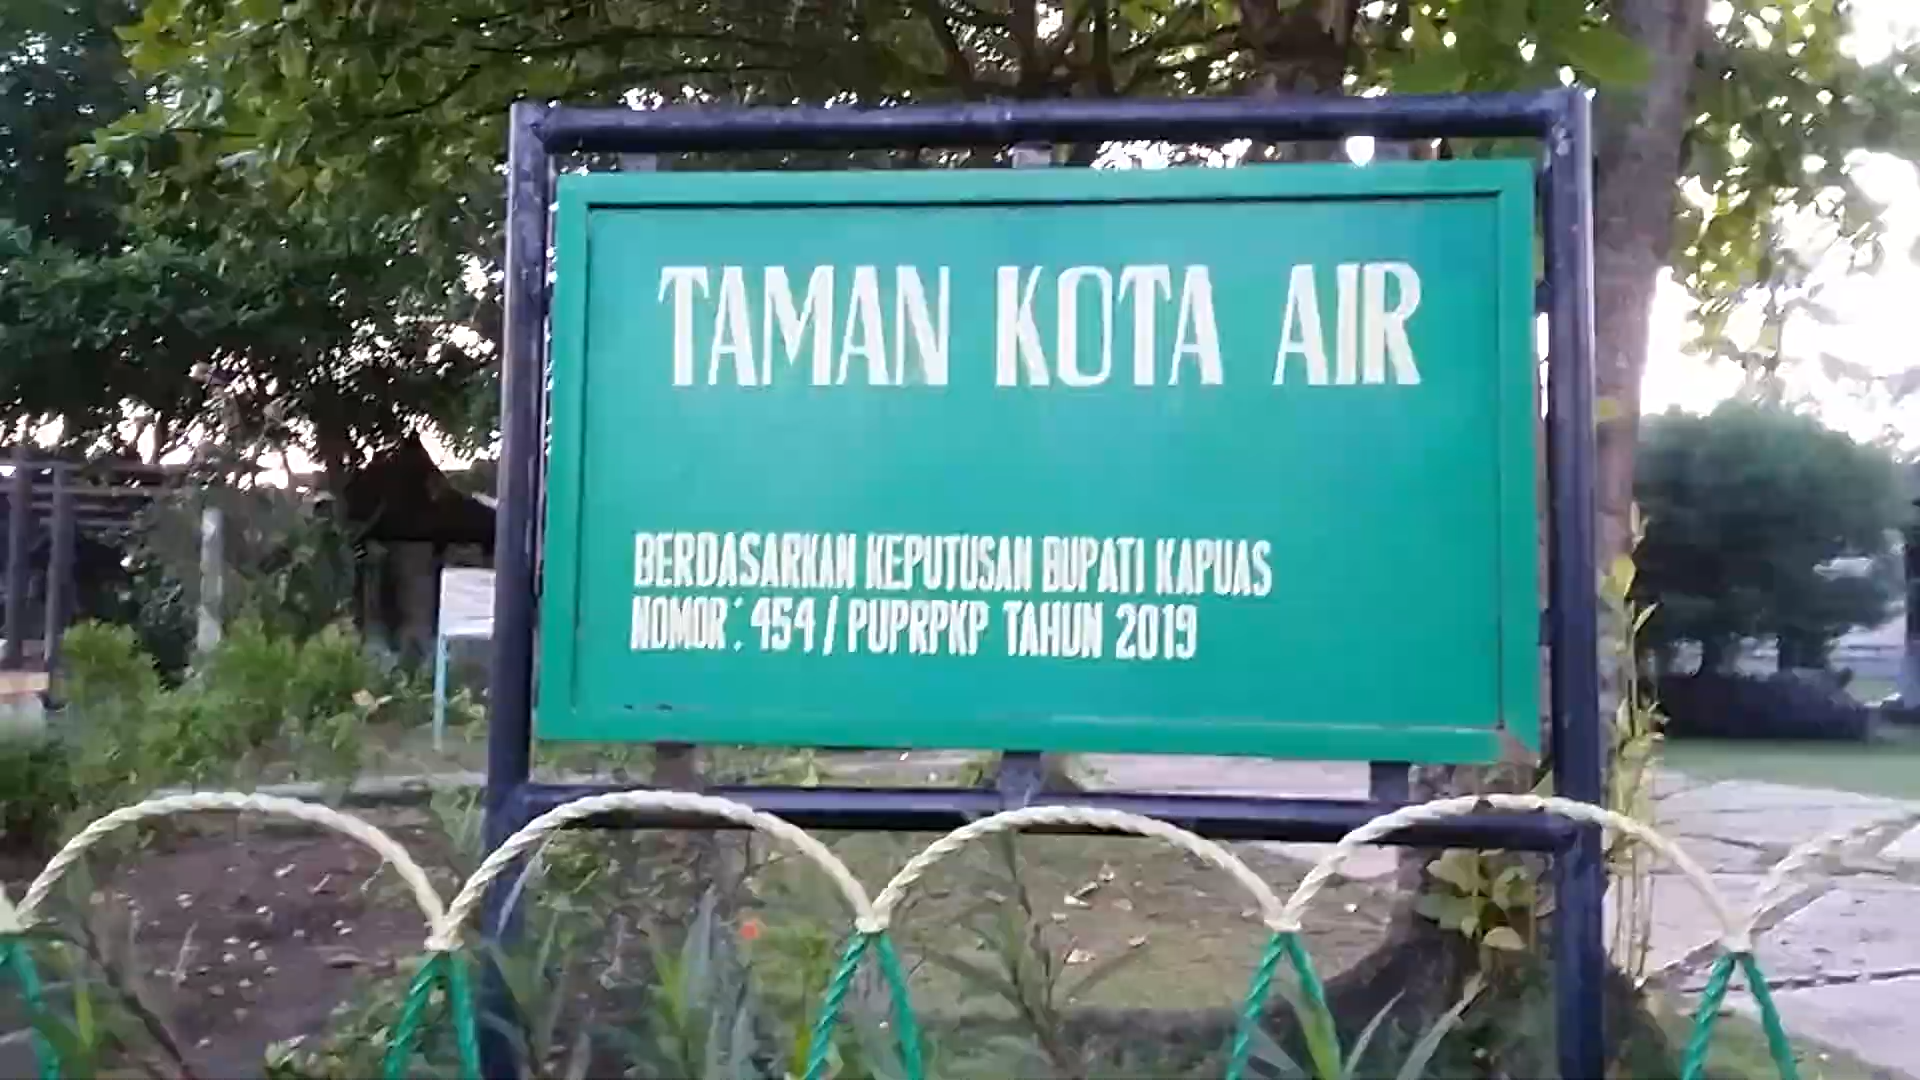 TAMAN KOTA AIR
BERDASARKAN KEPUTUSAN BUPATI KAPUAS
NOMOR : 454 / PUPRPKP TAHUN 2019